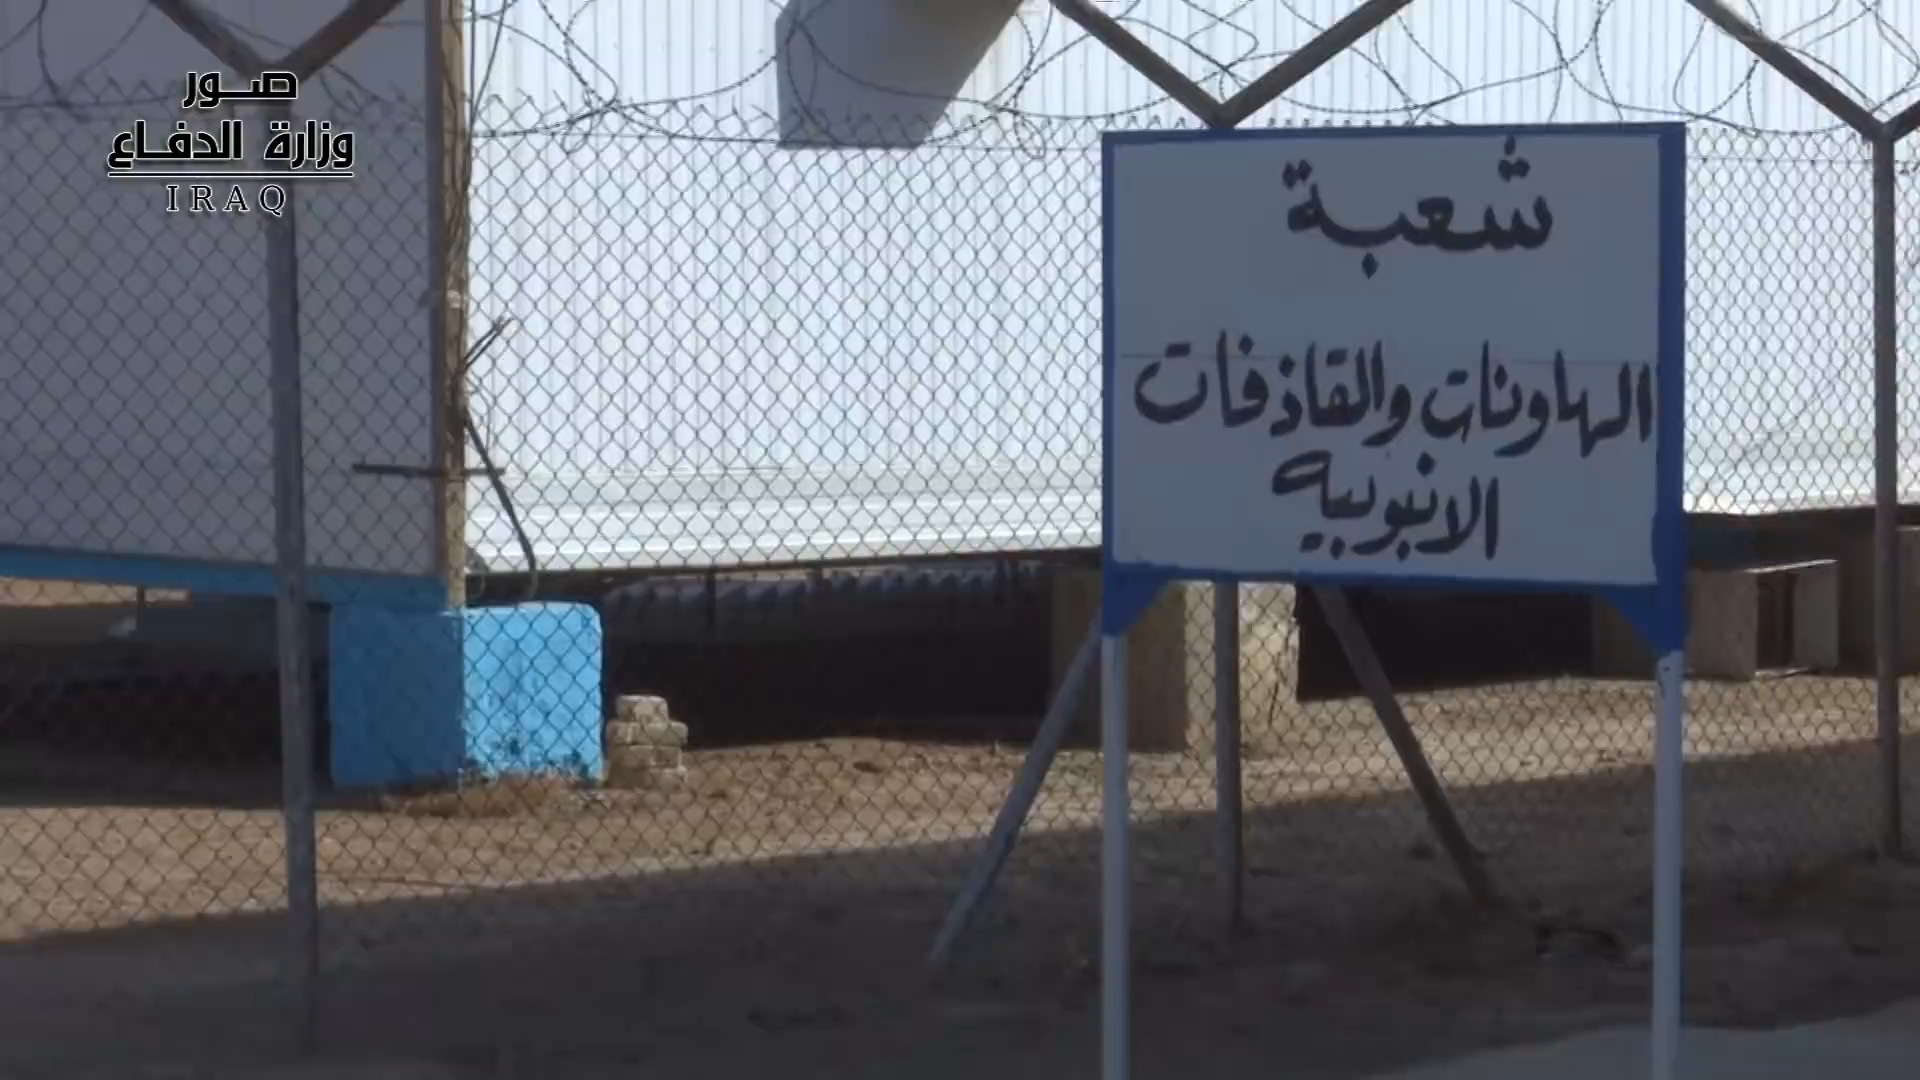 صور
وزارة الدفاع
IRAQ
شعبة
الهاونات والقاذفات
الانبوبيه